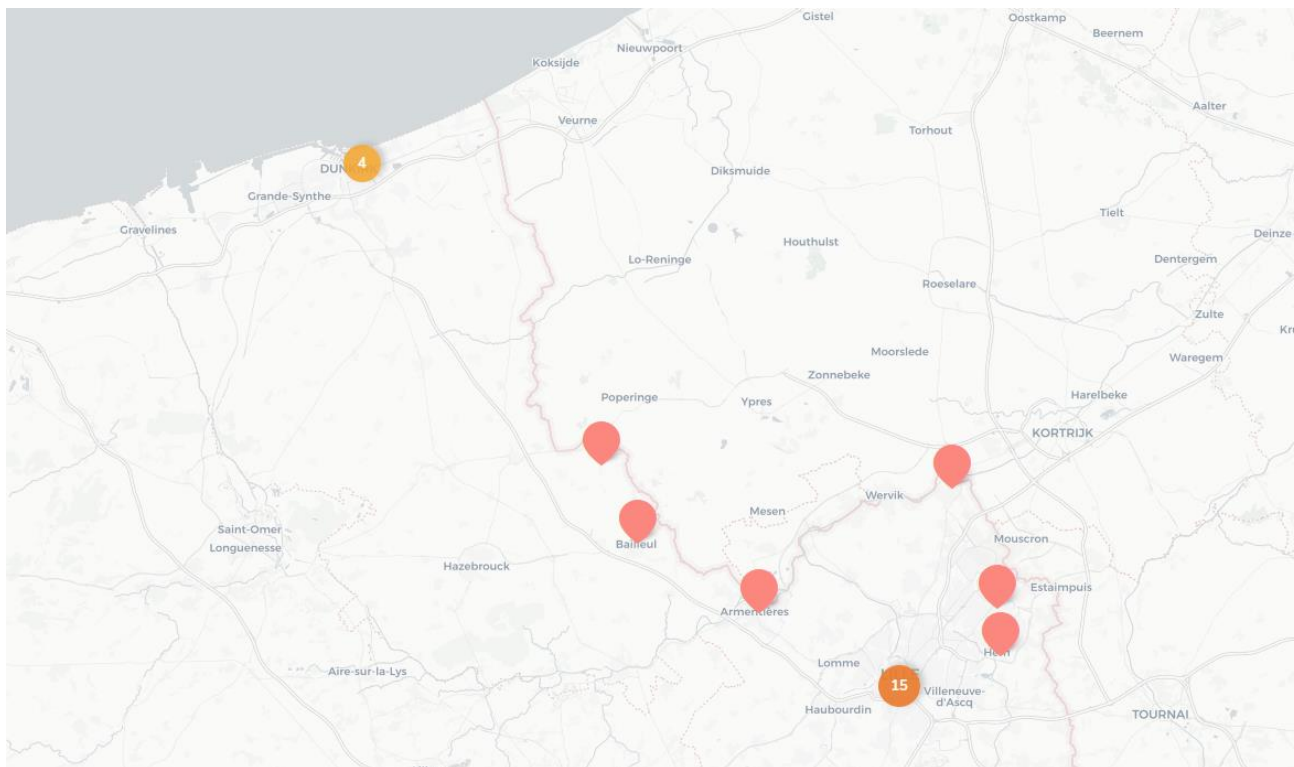 Gistel
Oostkamp
Beernem
Nieuwpoort
Koksijde
Aalter
Veurne
Torhout
4
Diksmuide
Grande-Synthe
Tielt
Gravelines
Deinze
Houthulst
Lo-Reninge
Dentergem
Roeselare
Zulte
Moorslede
Waregem
Zonnebeke
Harelbeke
Poperinge
Ypres
KORTRIJK
Wervik
Mesen
Saint-Omer
Mouscron
Bailleul
Longuenesse
Hazebrouck
Estaimpuis
Armentières
Lomme
Aire-sur-la-Lys
15
Villeneuve-
d'Ascq
Haubourdin
TOURNAI